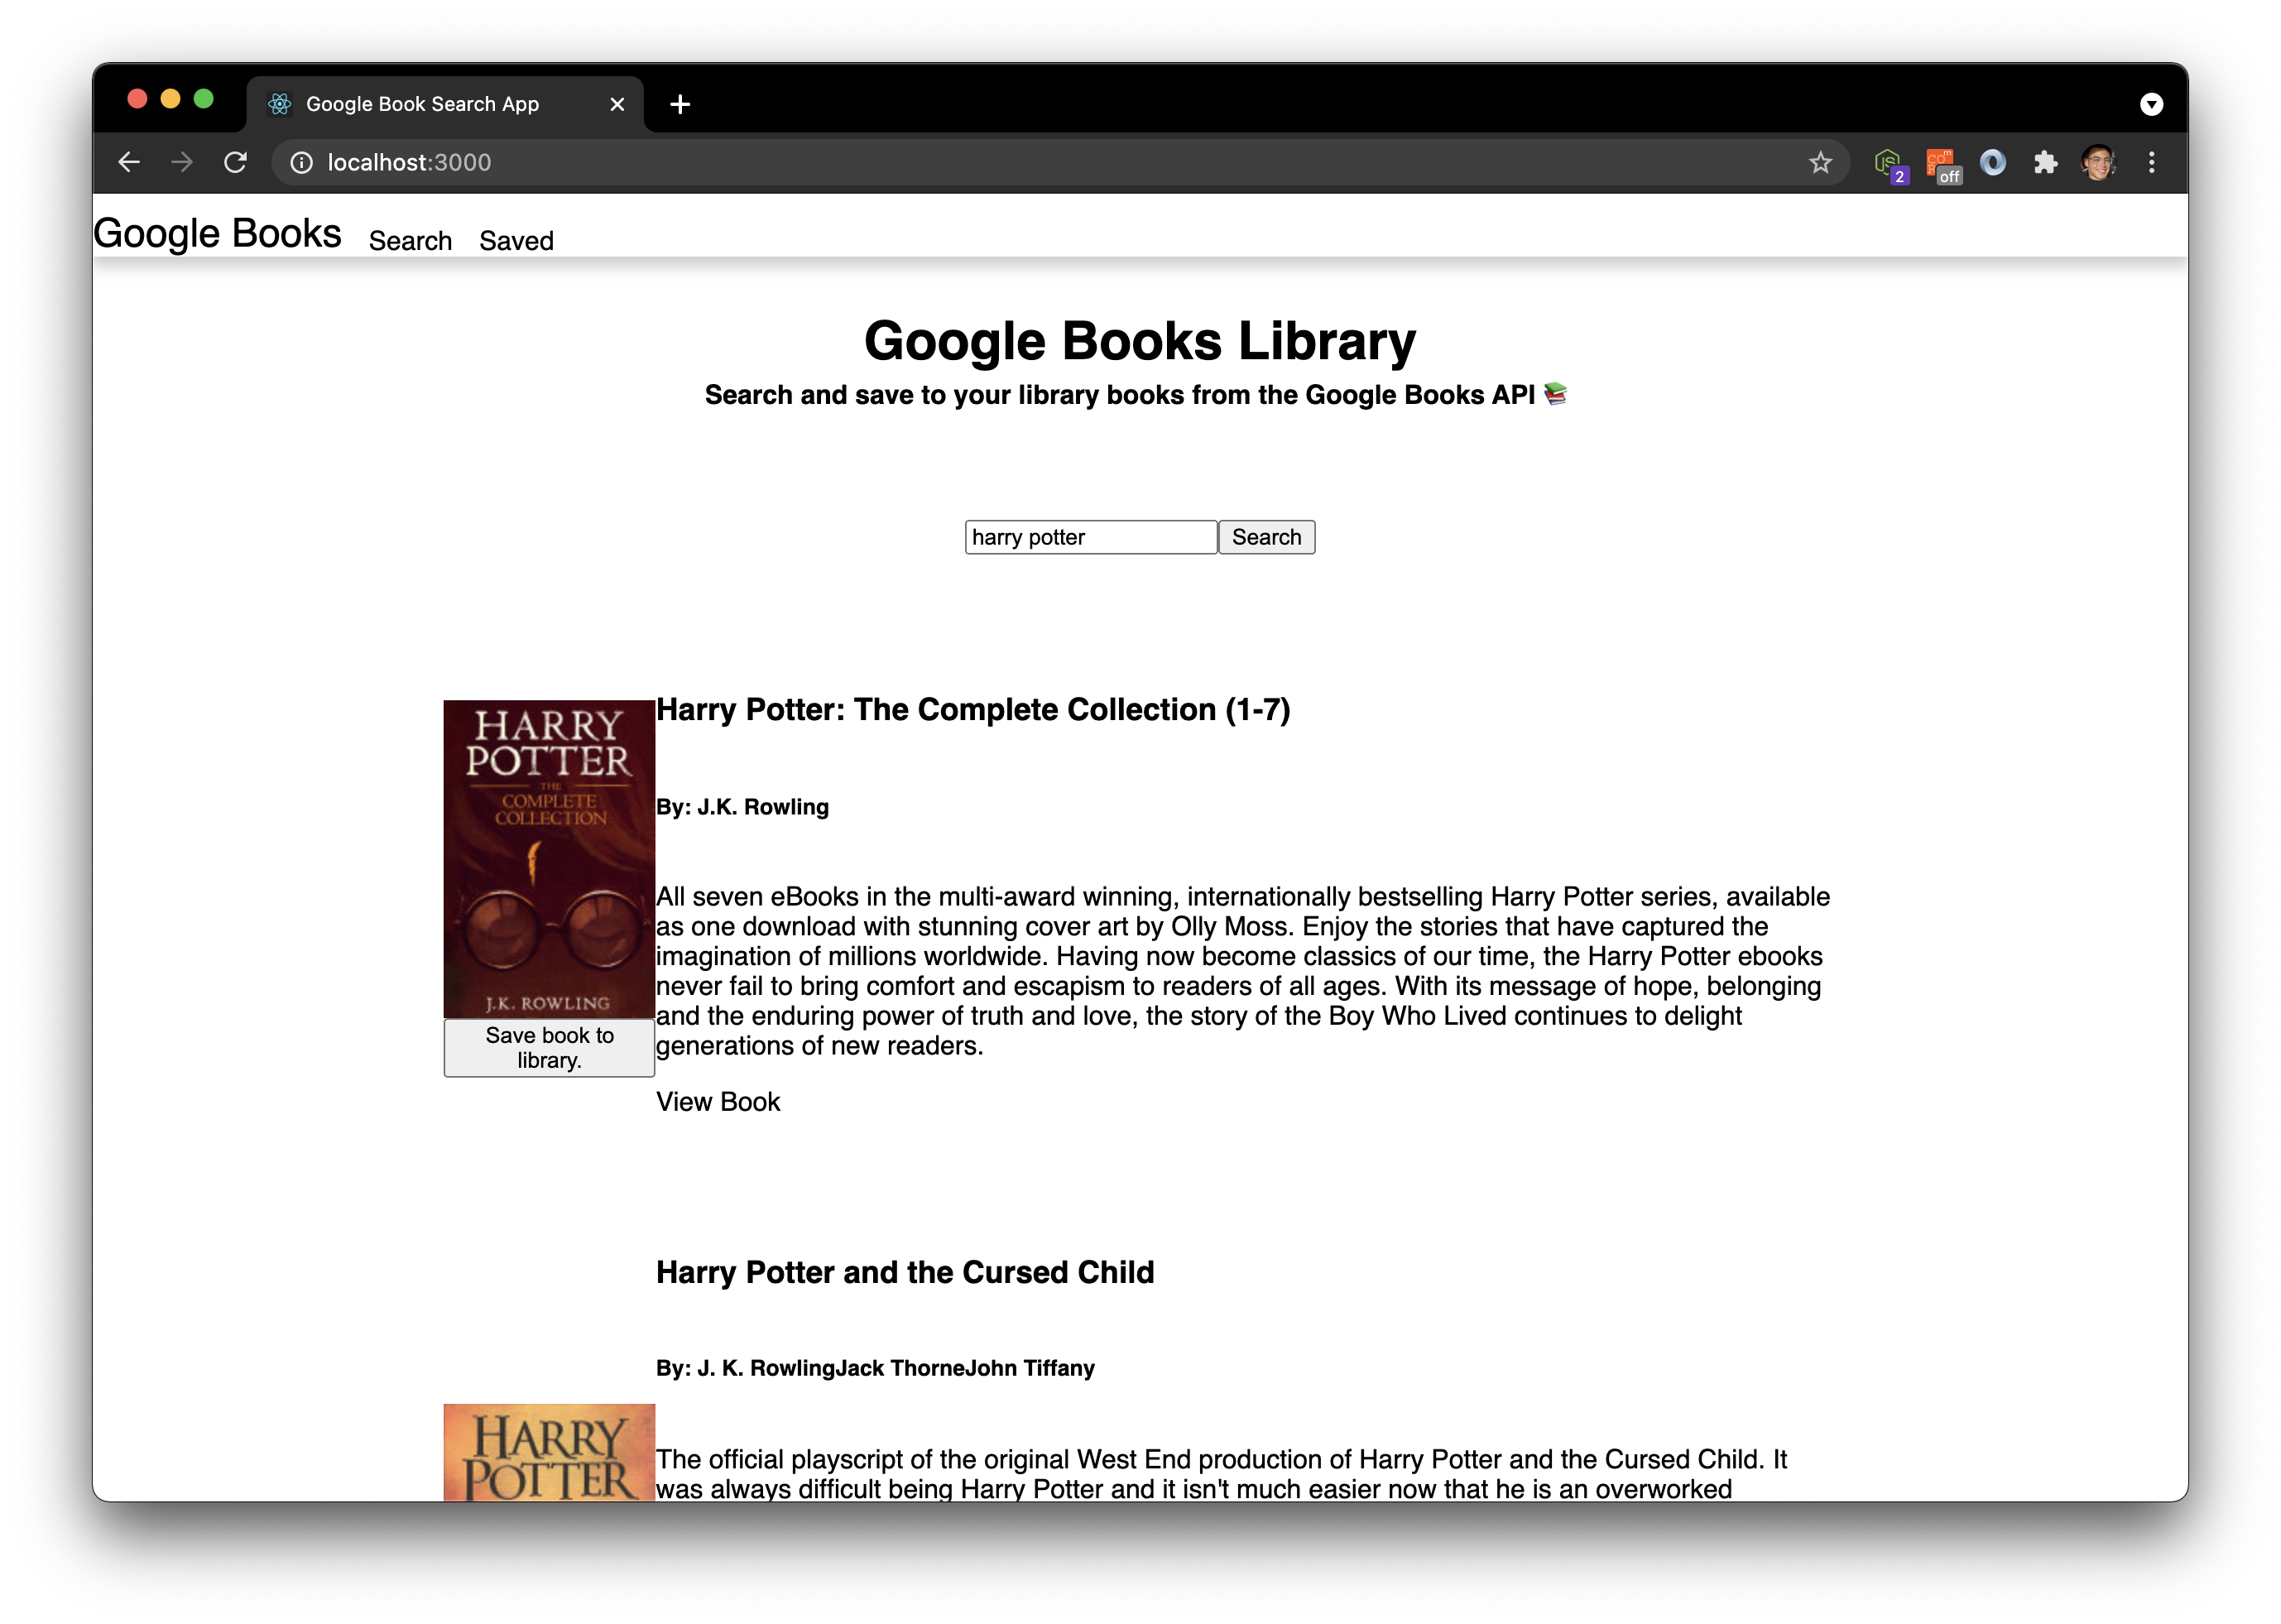 Google Book Search App
localhost:3000
2
off
Google Books Search Saved
Google Books Library
Search and save to your library books from the Google Books API 📚
harry potter Search
HARRY
POTTER
THE
COMPLETE
COLLECTION
J.K. ROWLING
Save book to
library.
Harry Potter: The Complete Collection (1-7)
By: J.K. Rowling
All seven eBooks in the multi-award winning, internationally bestselling Harry Potter series, available
as one download with stunning cover art by Olly Moss. Enjoy the stories that have captured the
imagination of millions worldwide. Having now become classics of our time, the Harry Potter ebooks
never fail to bring comfort and escapism to readers of all ages. With its message of hope, belonging
and the enduring power of truth and love, the story of the Boy Who Lived continues to delight
generations of new readers.
View Book
Harry Potter and the Cursed Child
By: J. K. RowlingJack ThorneJohn Tiffany
HARRY
POTTER
The official playscript of the original West End production of Harry Potter and the Cursed Child. It
was always difficult being Harry Potter and it isn't much easier now that he is an overworked